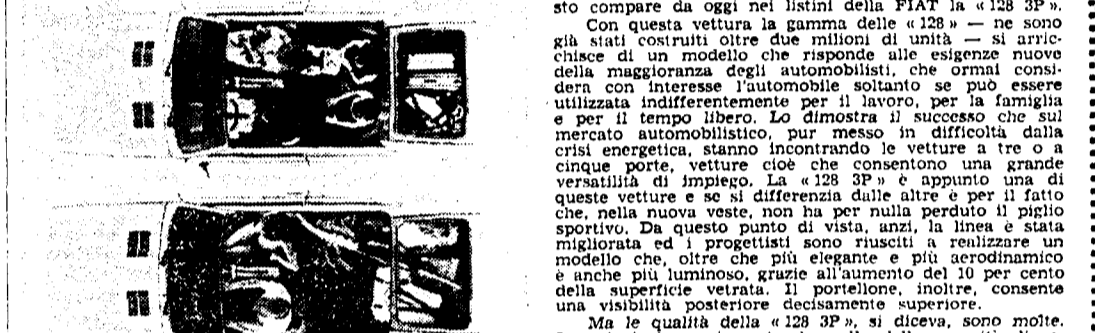 sto compare da oggi nei listini della FIAT la « 128 3P ».
Con questa vettura la gamma delle « 128 » — ne sono
già stati costruiti oltre due milioni di unità — si arric-
chisce di un modello che risponde alle esigenze nuove
della maggioranza degli automobilisti, che ormai consi-
dera con interesse l'automobile soltanto se può essere
utilizzata indifferentemente per il lavoro, per la famiglia
e per il tempo libero. Lo dimostra il successo che sul
mercato automobilistico, pur messo in difficoltà dalla
crisi energetica, stanno incontrando le vetture a tre o a
cinque porte, vetture cioè che consentono una grande
versatilità di impiego. La « 128 3P » è appunto una di
queste vetture e se si differenzia dalle altre è per il fatto
che, nella nuova veste, non ha per nulla perduto il piglio
sportivo. Da questo punto di vista, anzi, la linea è stata
migliorata ed i progettisti sono riusciti a realizzare un
modello che, oltre che più elegante e più aerodinamico
è anche più luminoso, grazie all'aumento del 10 per cento
della superficie vetrata. Il portellone, inoltre, consente
una visibilità posteriore decisamente superiore.
Ma le qualità della « 128 3P », si diceva, sono molte.